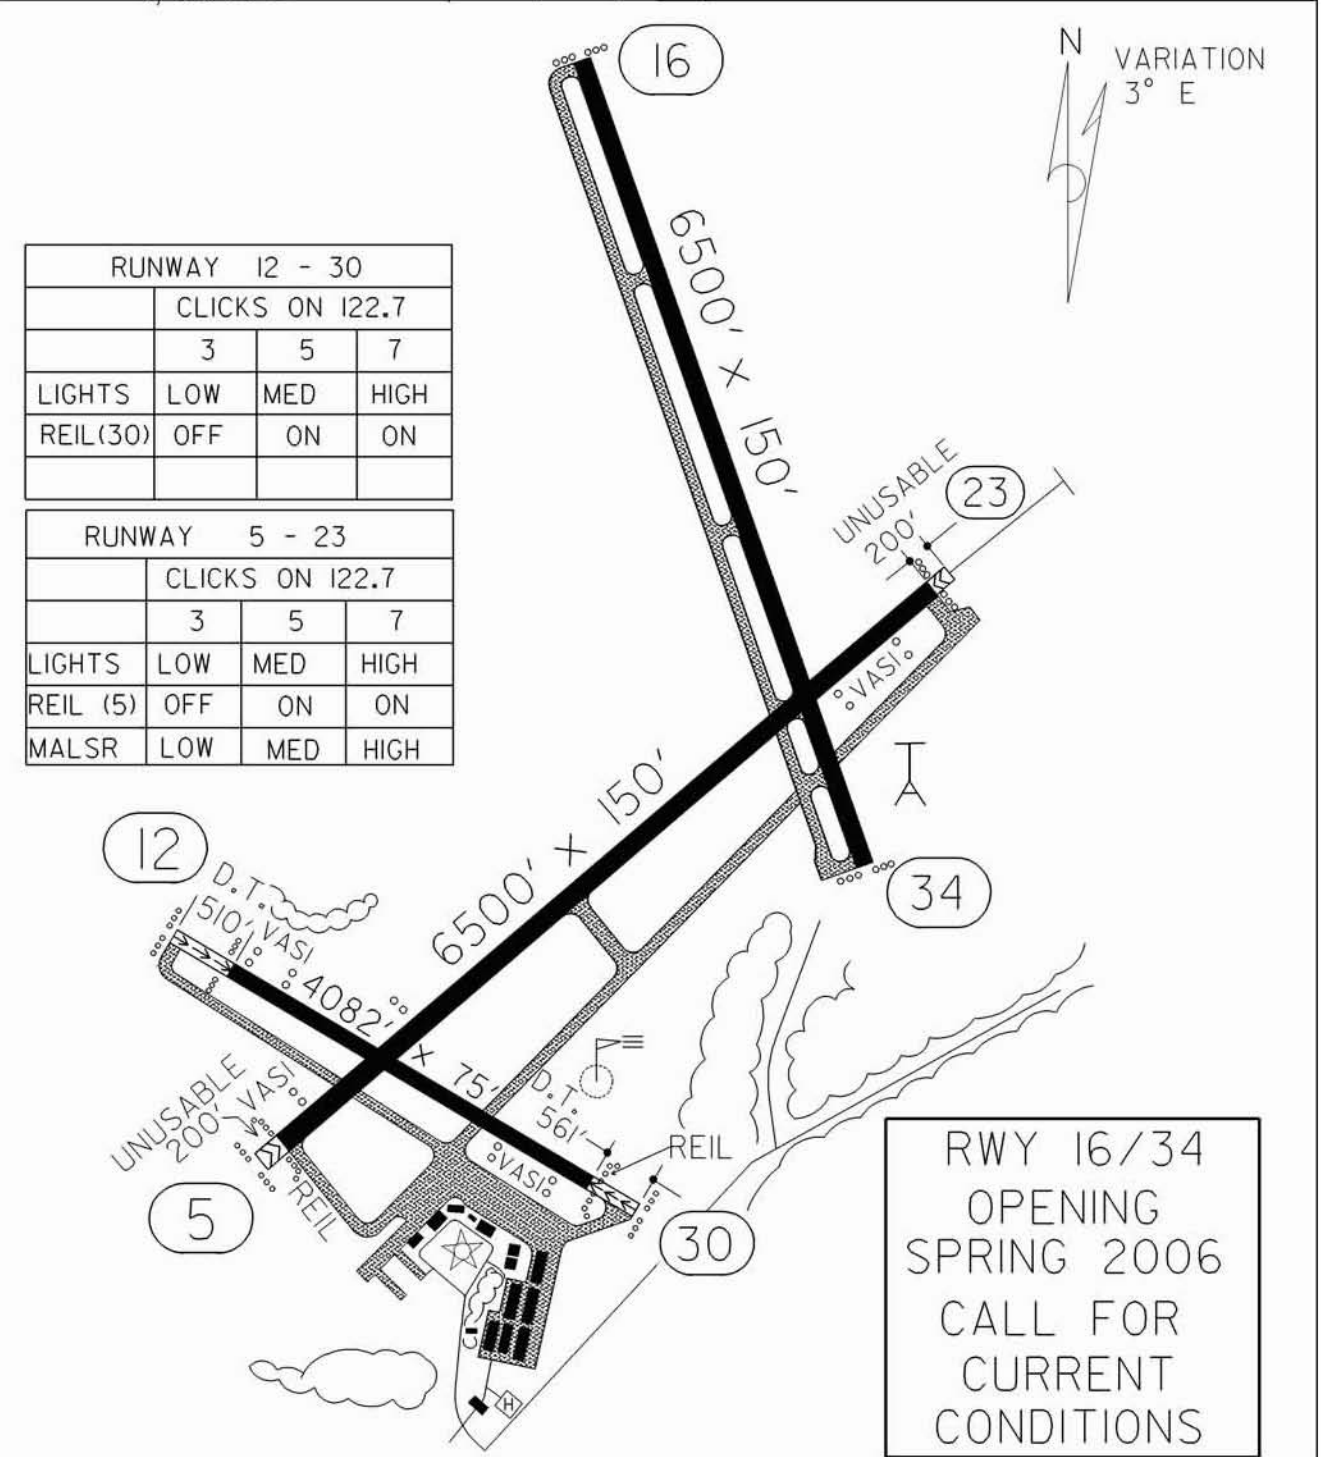 16
N
VARIATION
3° E
6500' X 150'
RUNWAY 12 - 30
CLICKS ON 122.7
3 5 7
LIGHTS LOW MED HIGH
REIL(30) OFF ON ON
RUNWAY 5 - 23
CLICKS ON 122.7
3 5 7
LIGHTS LOW MED HIGH
REIL (5) OFF ON ON
MALSR LOW MED HIGH
UNUSABLE
200'
23
VASI
6500' X 150'
34
12
D.T.
510'
VASI
4082' X 75'
UNUSABLE
200'
VASI
5
REIL
D.T.
561'
REIL
VASI
30
H
RWY 16/34
OPENING
SPRING 2006
CALL FOR
CURRENT
CONDITIONS